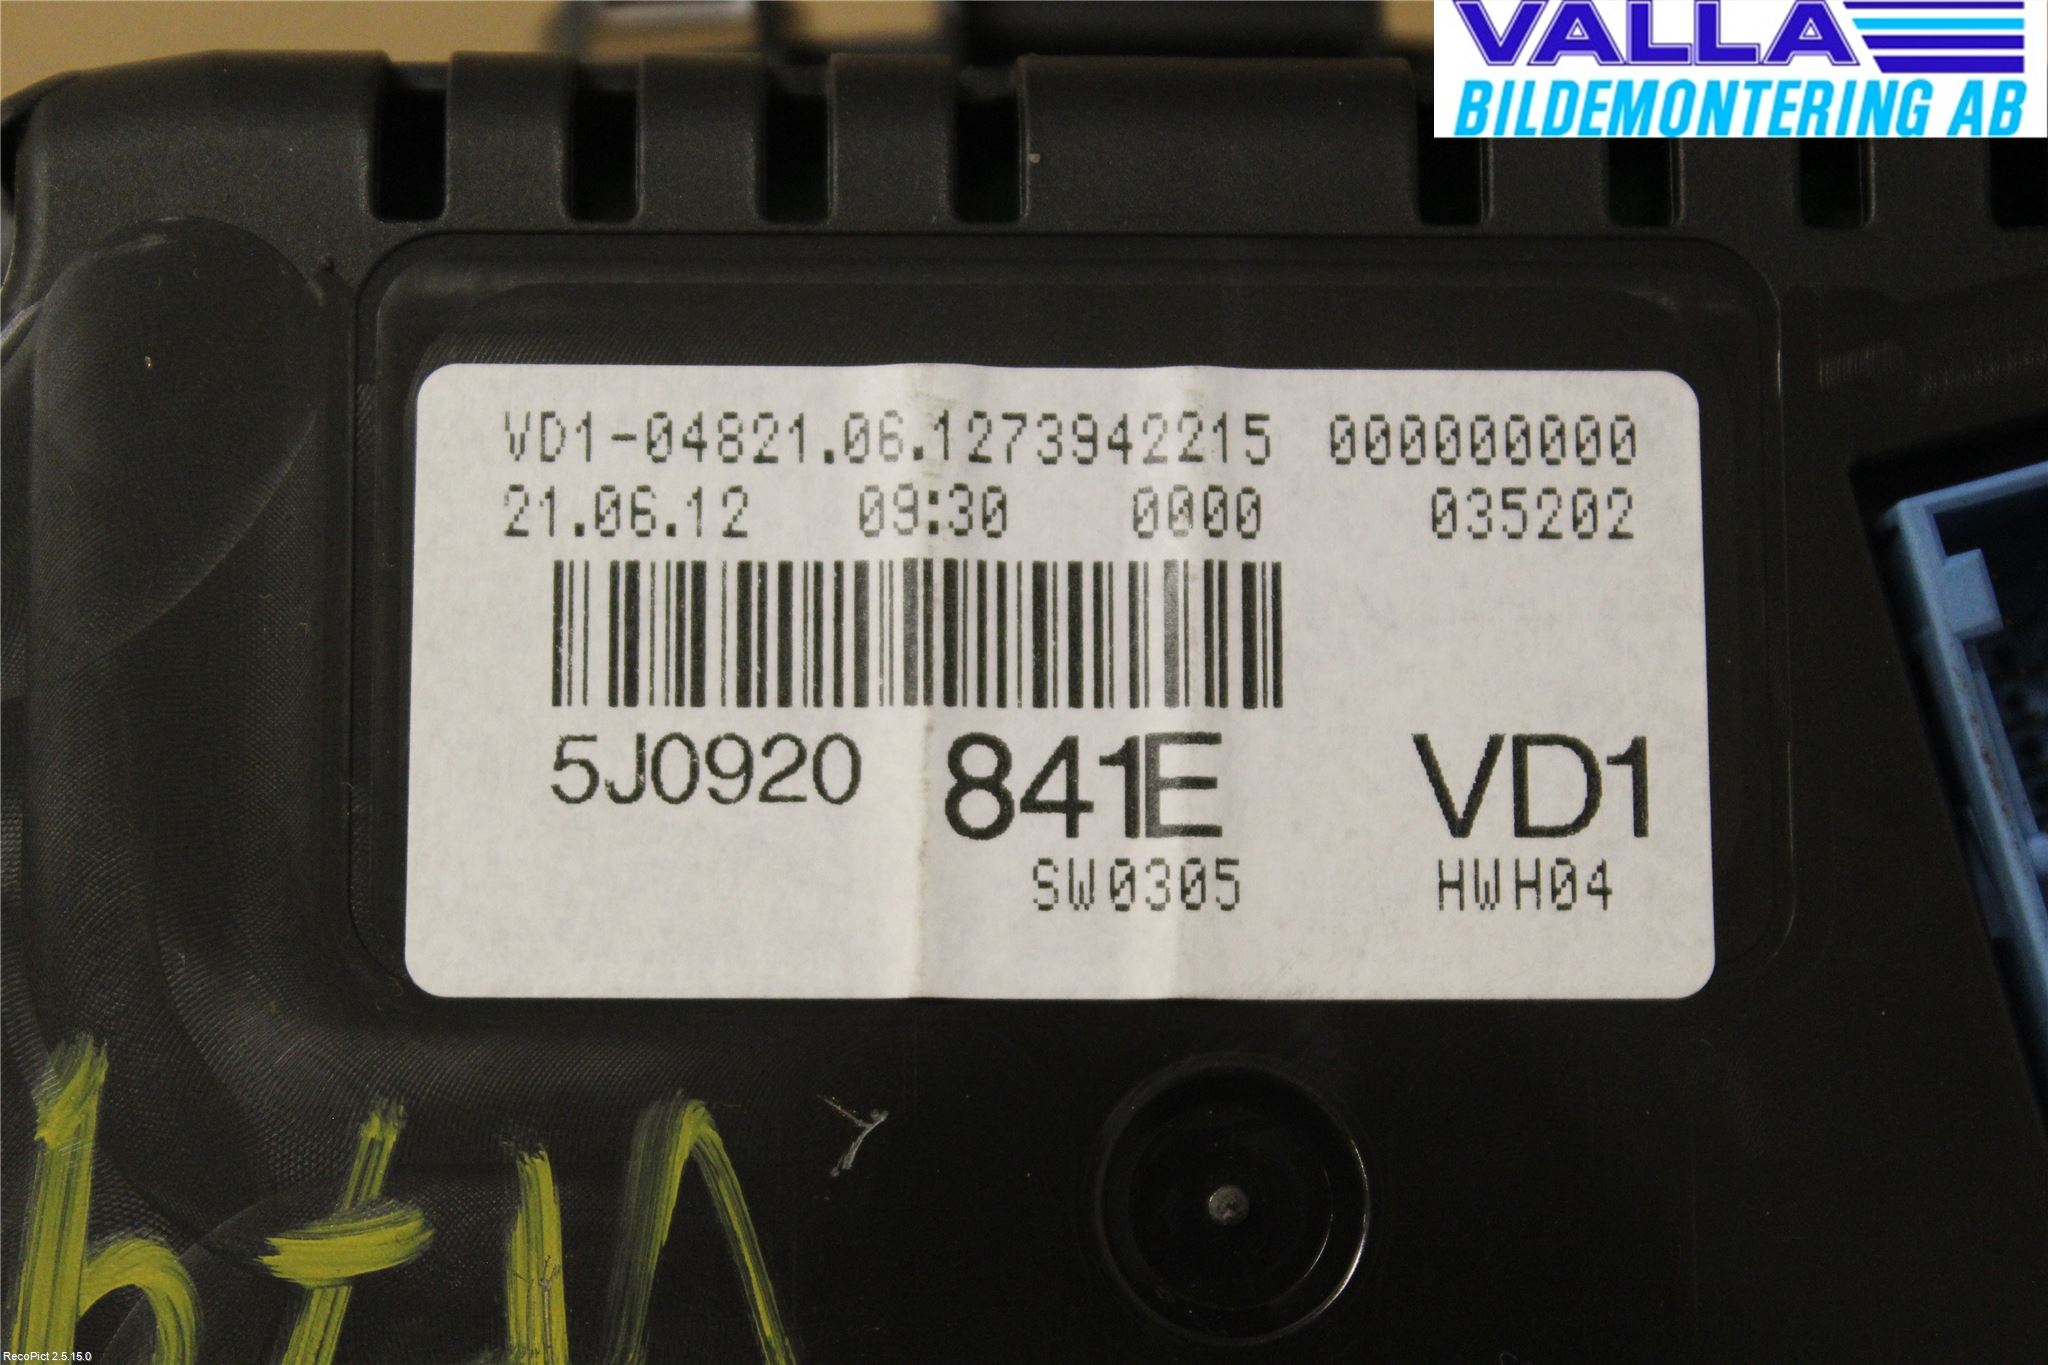 VALLA
BILDEMONTERING AB
VD1-04821.06.1273942215 000000000
21.06.12 09:30 0000 035202
5J0920 841E VD1
SW0305 HWH04
RecoPict 2.5.15.0